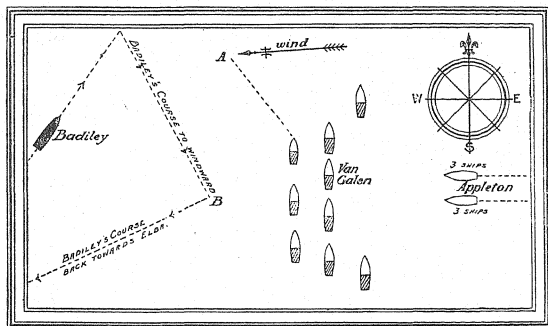 A
wind
BADILEY'S COURSE TO WINDWARD
Badiley
W
E
S
3 SHIPS
Appleton
3 SHIPS
Van
Galen
B
BADILEY'S COURSE
BACK TOWARDS ELBA.